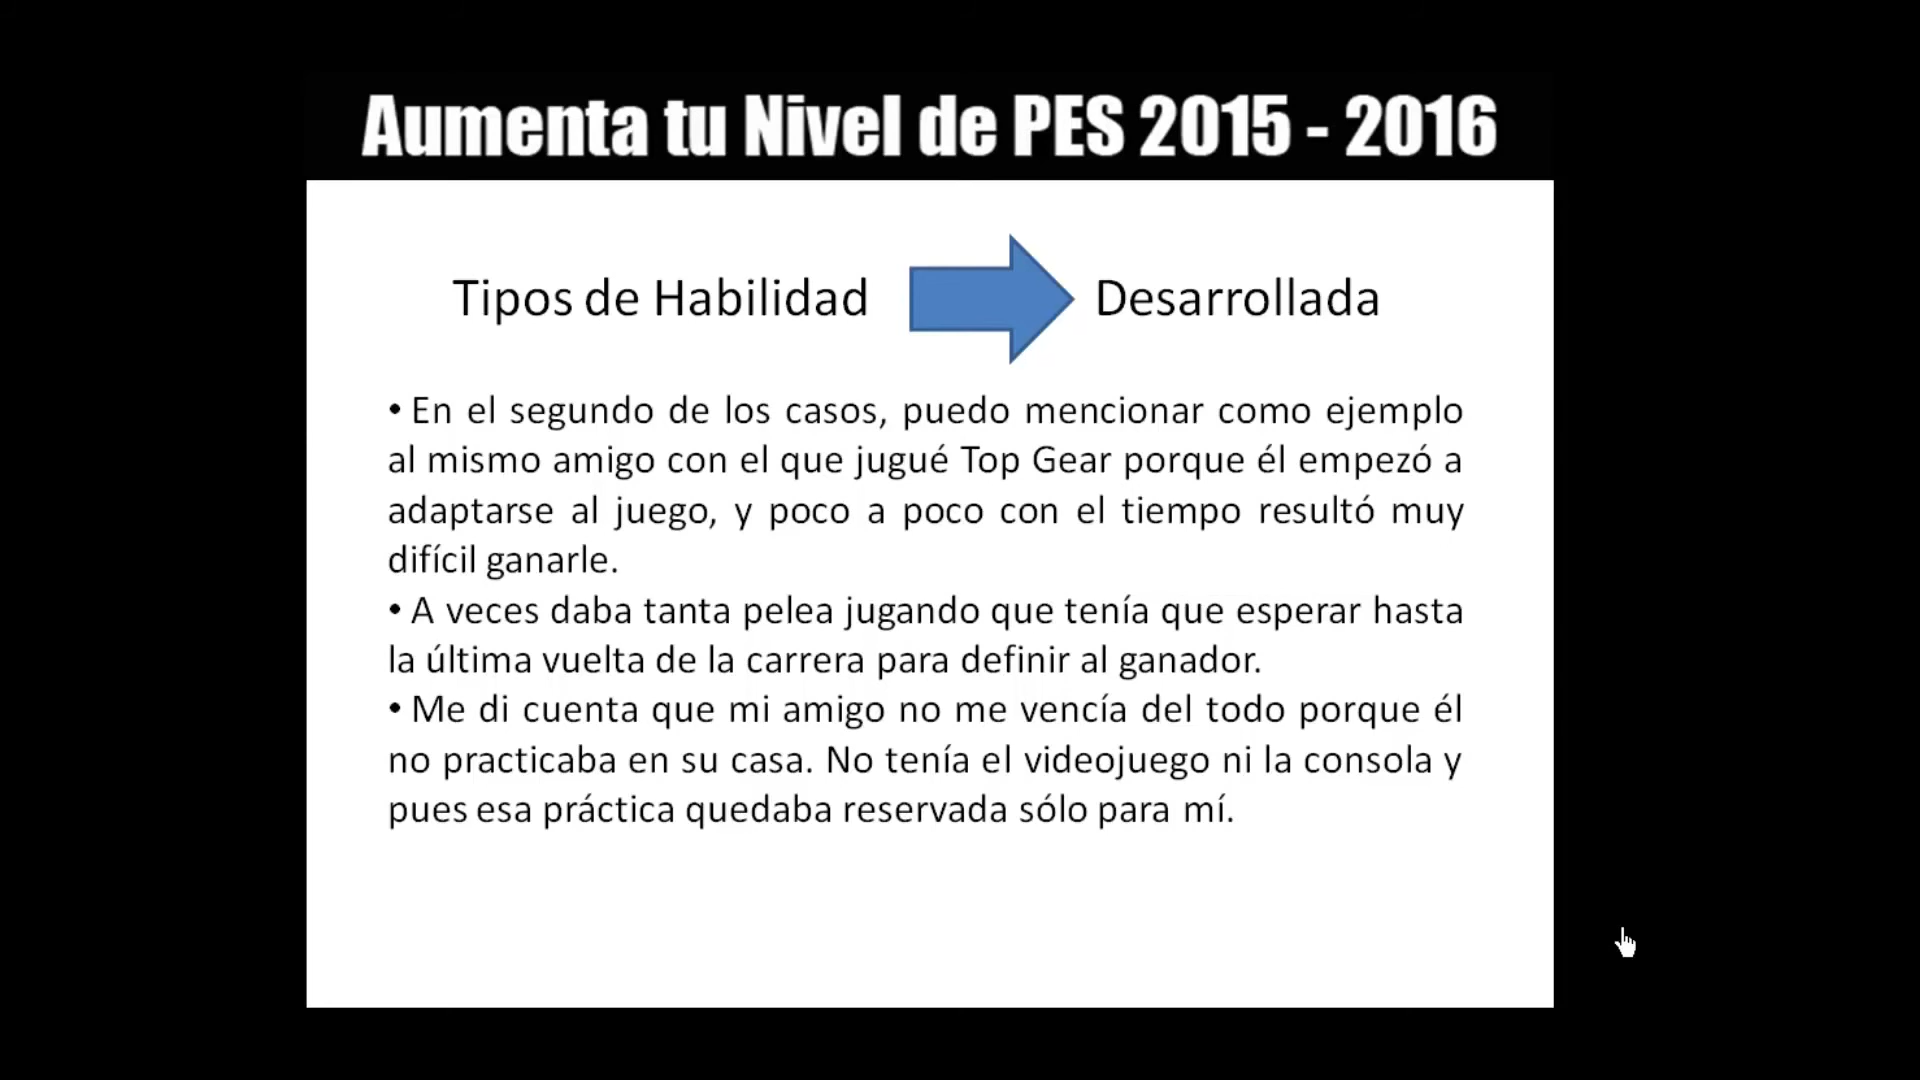 Aumenta tu Nivel de PES 2015 - 2016
Tipos de Habilidad Desarrollada
• En el segundo de los casos, puedo mencionar como ejemplo
al mismo amigo con el que jugué Top Gear porque él empezó a
adaptarse al juego, y poco a poco con el tiempo resultó muy
difícil ganarle.
• A veces daba tanta pelea jugando que tenía que esperar hasta
la última vuelta de la carrera para definir al ganador.
• Me di cuenta que mi amigo no me vencía del todo porque él
no practicaba en su casa. No tenía el videojuego ni la consola y
pues esa práctica quedaba reservada sólo para mí.